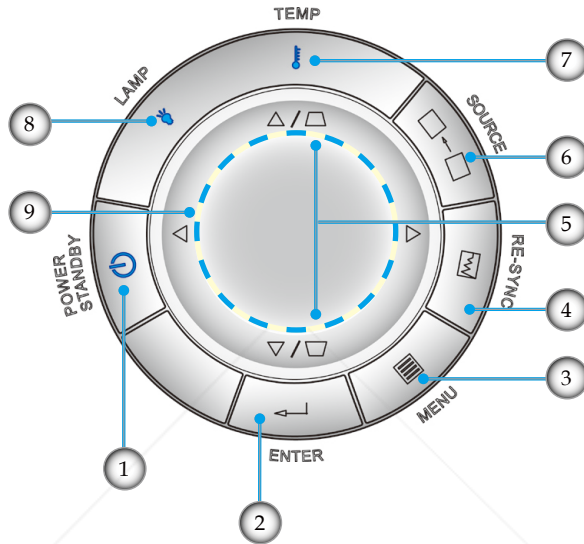 TEMP
7
LAMP
SOURCE
8
6
9
5
POWER
STANDBY
RE-SYNC
4
3
MENU
1
2
ENTER